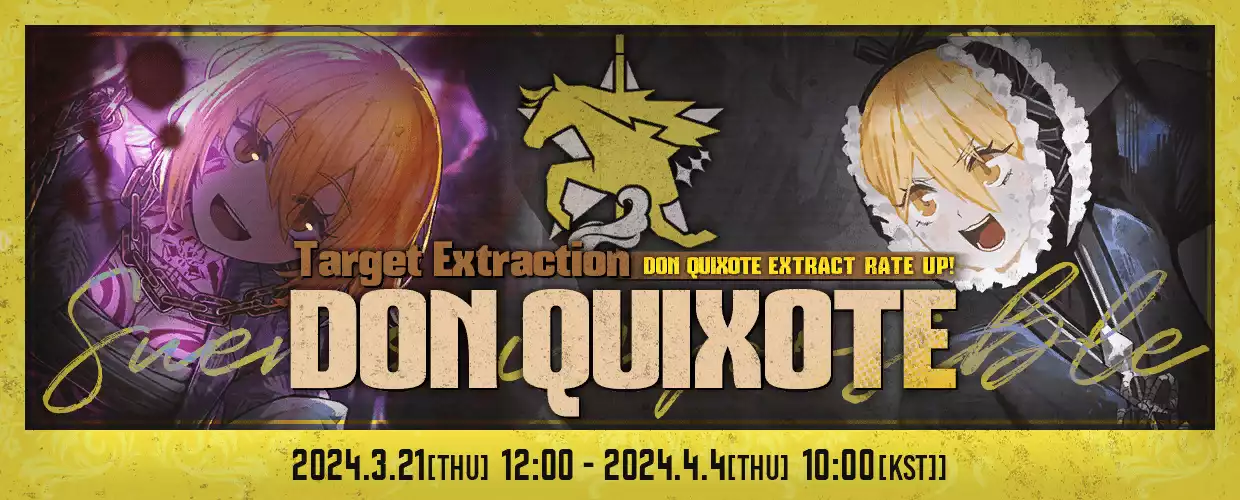 Target Extraction DON QUIXOTE EXTRACT RATE UP!
DON QUIXOTE
2024.3.21[THU] 12:00 - 2024.4.4[THU] 10:00[KST]]